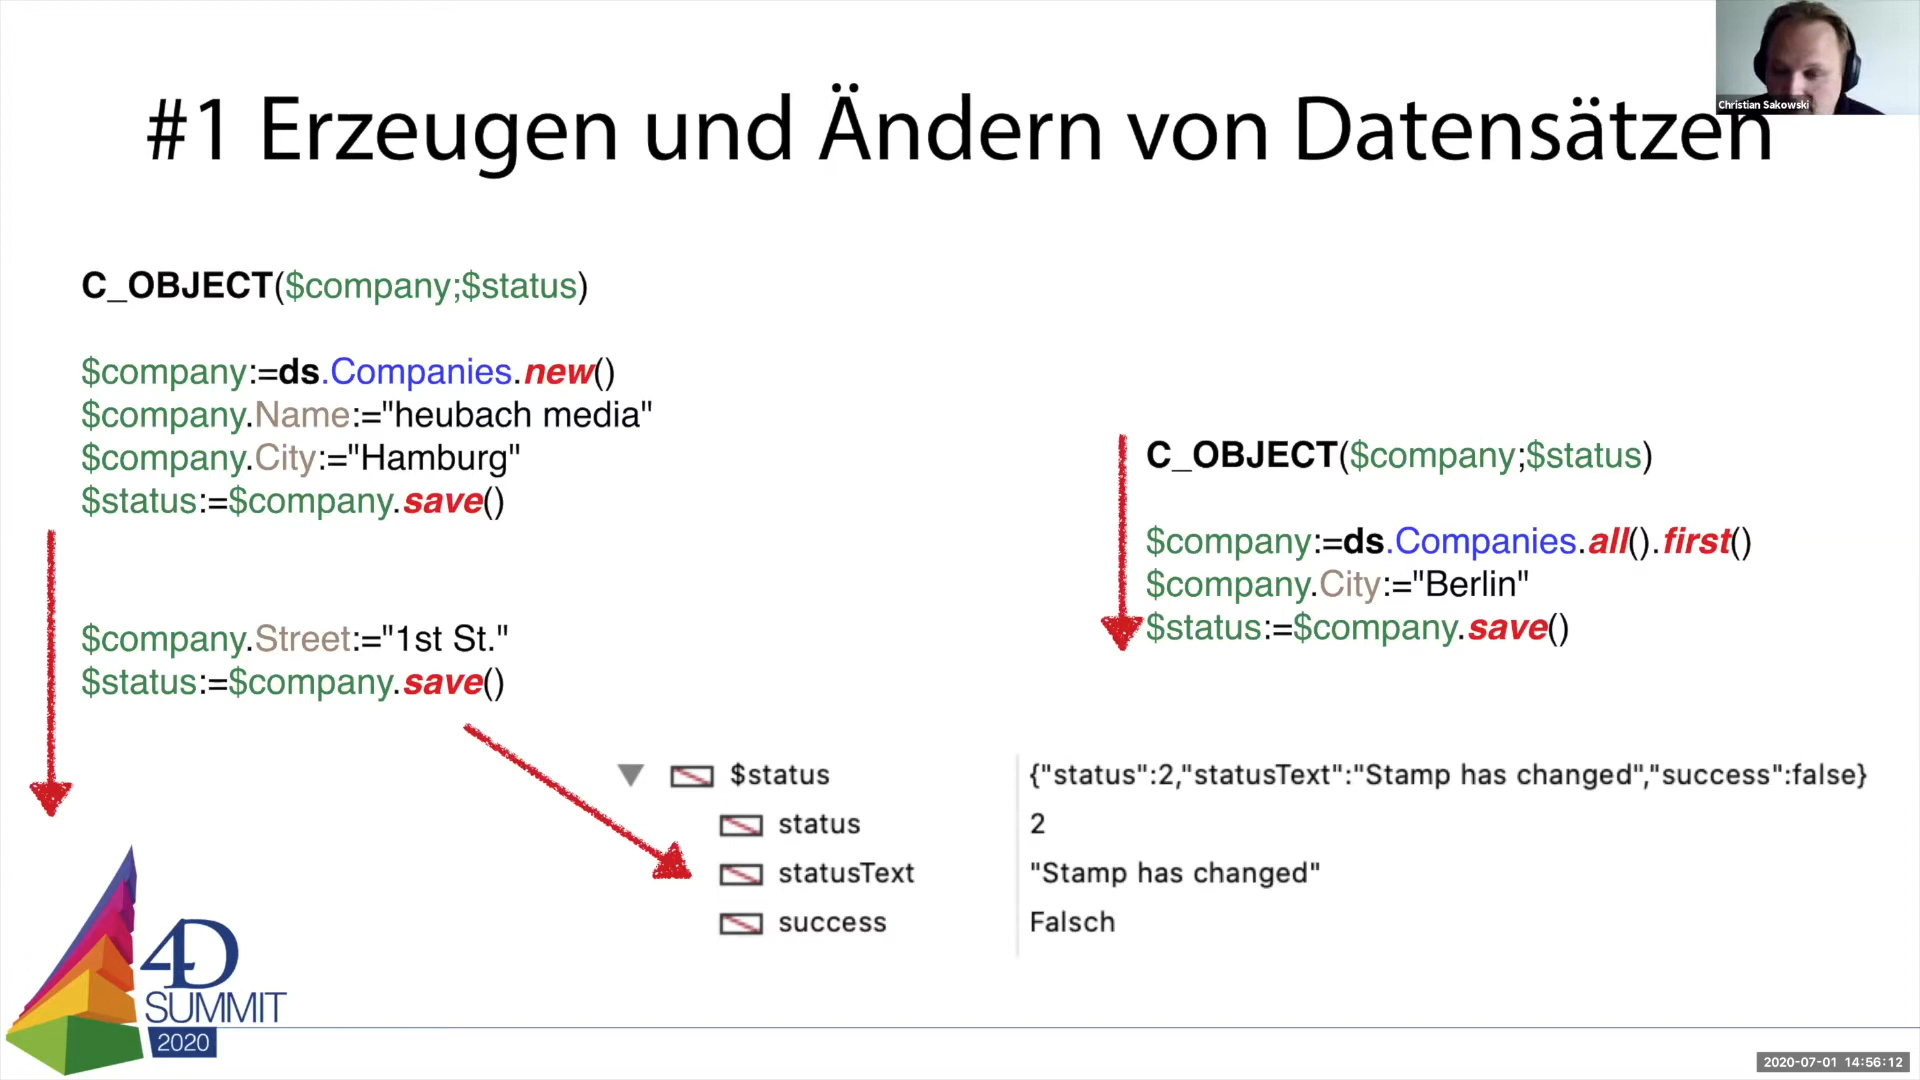 Christian Sakowski
#1 Erzeugen und Ändern von Datensätzen
C_OBJECT($company;$status)
$company:=ds.Companies.new()
$company.Name:="heubach media"
$company.City:="Hamburg"
$status:=$company.save()
$company.Street:="1st St."
$status:=$company.save()
C_OBJECT($company;$status)
$company:=ds.Companies.all().first()
$company.City:="Berlin"
$status:=$company.save()
$status {"status":2,"statusText":"Stamp has changed","success":false}
status 2
statusText "Stamp has changed"
success Falsch
4D
SUMMIT
2020
2020-07-01 14:56:12